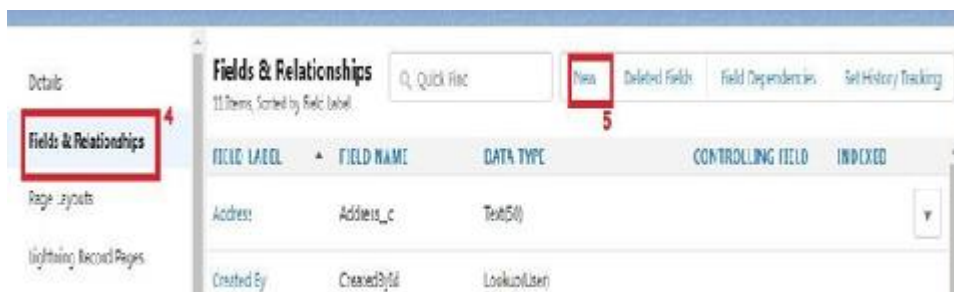 Details
Fields & Relationships
Page Layouts
Lightning Record Pages
4
Fields & Relationships
11 Items, Sorted by Field Label
Quick Find
New
Deleted Fields
Field Dependencies
Set History Tracking
5
FIELD LABEL
FIELD NAME
DATA TYPE
CONTROLLING FIELD
INDEXED
Address
Address_c
Text(50)
Created By
CreatedById
Lookup(User)